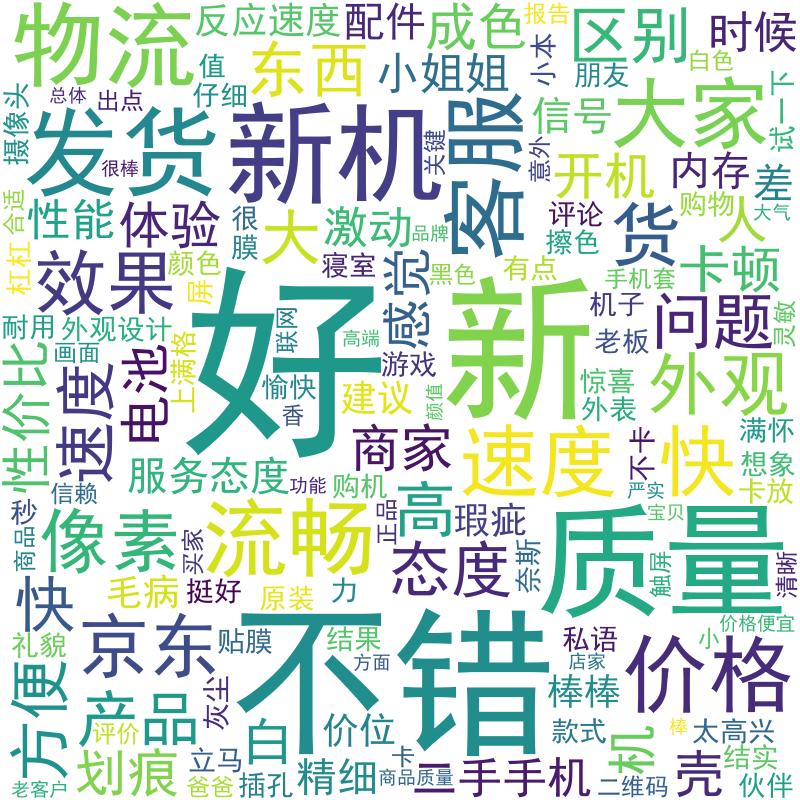 物流
反应速度
配件
成色
报告
区别
时候
值
东西
小姐姐
小本
朋友
白色
摄像头
总体
出点
仔细
新机
客服
信号
大家
试一下
发货
很棒
关键
意外
开机
内存
差
合适
性能
体验
很
大
激动
品牌
评论
货
购物
人
大气
杠杠
效果
颜色
膜
寝室
感觉
黑色
有点
擦色
手机套
卡顿
屏
耐用
外观设计
好
联网
高端
新
机子
问题
灵敏
画面
电池
上满格
游戏
老板
性价比
速度
愉快
建议
颜值
惊喜
外观
香
外表
商家
速度
不卡
快
满怀
服务态度
想象
信赖
功能
购机
高
严实
卡放
秒
像素
流畅
正品
瑕疵
质量
宝贝
商品
买家
态度
奈斯
触屏
清晰
快
毛病
挺好
原装
力
不错
价格便宜
礼貌
京东
贴膜
结果
私语
小
价格
方便
方面
店家
灰尘
产品
白
价位
棒棒
机
棒
太高兴
评价
立马
卡
款式
结实
划痕
老客户
爸爸
插孔
精细
商品质量
二手手机
二维码
壳
伙伴